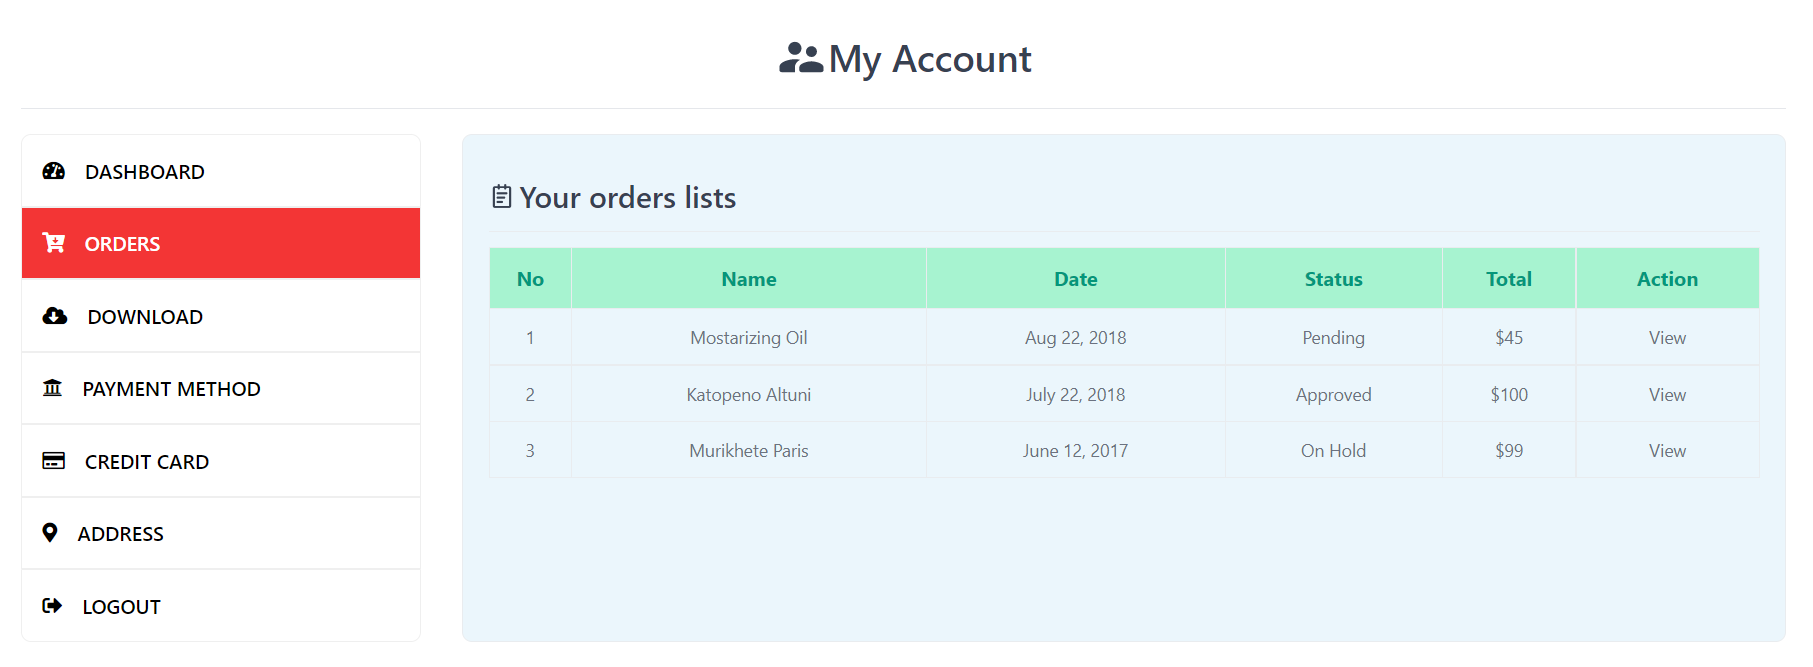 My Account
DASHBOARD
ORDERS
DOWNLOAD
PAYMENT METHOD
CREDIT CARD
ADDRESS
LOGOUT
Your orders lists
No Name Date Status Total Action
1 Mostarizing Oil Aug 22, 2018 Pending $45 View
2 Katopeno Altuni July 22, 2018 Approved $100 View
3 Murikhete Paris June 12, 2017 On Hold $99 View